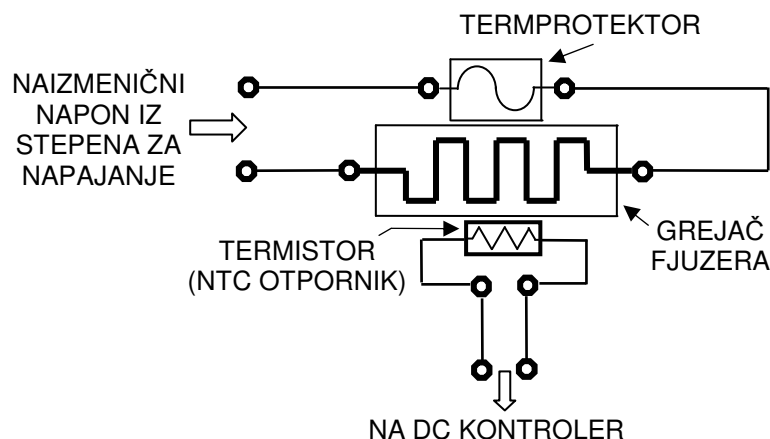 TERMPROTEKTOR
NAIZMENIČNI
NAPON IZ
STEPENA ZA
NAPAJANJE
TERMISTOR
(NTC OTPORNIK)
GREJAČ
FJUZERA
NA DC KONTROLER